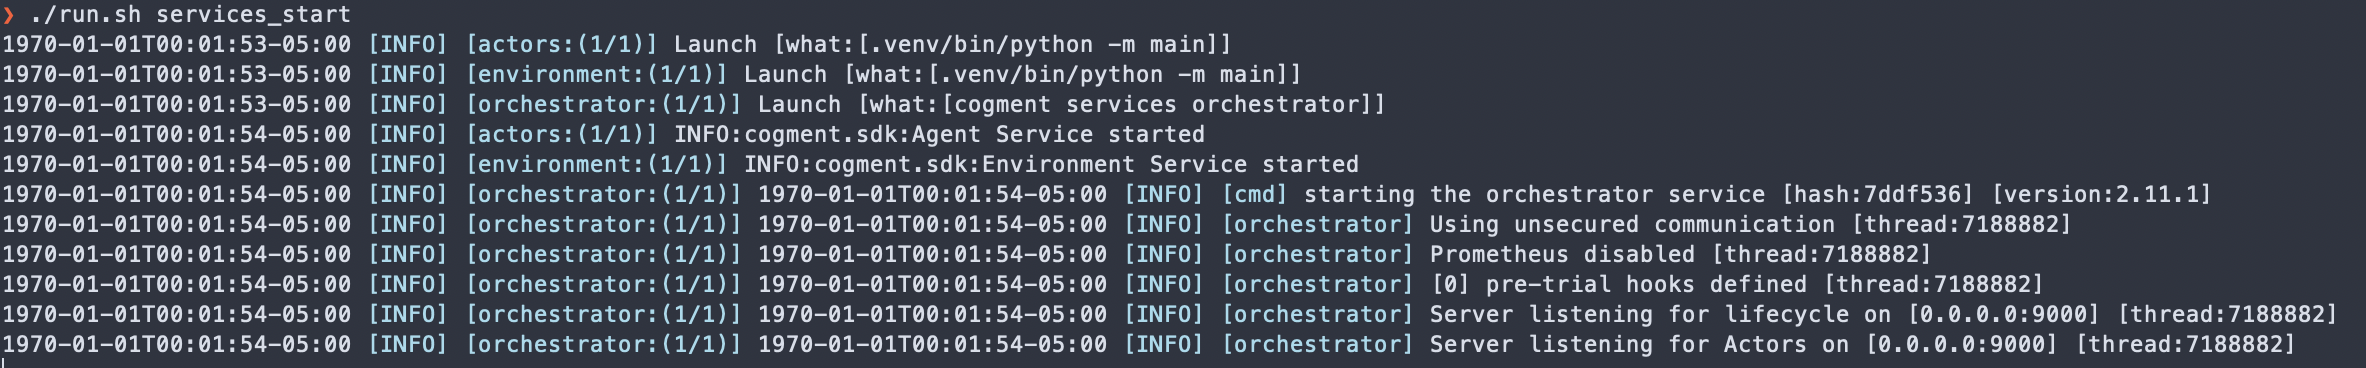 ❯ ./run.sh services_start
1970-01-01T00:01:53-05:00 [INFO] [actors:(1/1)] Launch [what:[.venv/bin/python -m main]]
1970-01-01T00:01:53-05:00 [INFO] [environment:(1/1)] Launch [what:[.venv/bin/python -m main]]
1970-01-01T00:01:53-05:00 [INFO] [orchestrator:(1/1)] Launch [what:[cogment services orchestrator]]
1970-01-01T00:01:54-05:00 [INFO] [actors:(1/1)] INFO:cogment.sdk:Agent Service started
1970-01-01T00:01:54-05:00 [INFO] [environment:(1/1)] INFO:cogment.sdk:Environment Service started
1970-01-01T00:01:54-05:00 [INFO] [orchestrator:(1/1)] 1970-01-01T00:01:54-05:00 [INFO] [cmd] starting the orchestrator service [hash:7ddf536] [version:2.11.1]
1970-01-01T00:01:54-05:00 [INFO] [orchestrator:(1/1)] 1970-01-01T00:01:54-05:00 [INFO] [orchestrator] Using unsecured communication [thread:7188882]
1970-01-01T00:01:54-05:00 [INFO] [orchestrator:(1/1)] 1970-01-01T00:01:54-05:00 [INFO] [orchestrator] Prometheus disabled [thread:7188882]
1970-01-01T00:01:54-05:00 [INFO] [orchestrator:(1/1)] 1970-01-01T00:01:54-05:00 [INFO] [orchestrator] [0] pre-trial hooks defined [thread:7188882]
1970-01-01T00:01:54-05:00 [INFO] [orchestrator:(1/1)] 1970-01-01T00:01:54-05:00 [INFO] [orchestrator] Server listening for lifecycle on [0.0.0.0:9000] [thread:7188882]
1970-01-01T00:01:54-05:00 [INFO] [orchestrator:(1/1)] 1970-01-01T00:01:54-05:00 [INFO] [orchestrator] Server listening for Actors on [0.0.0.0:9000] [thread:7188882]